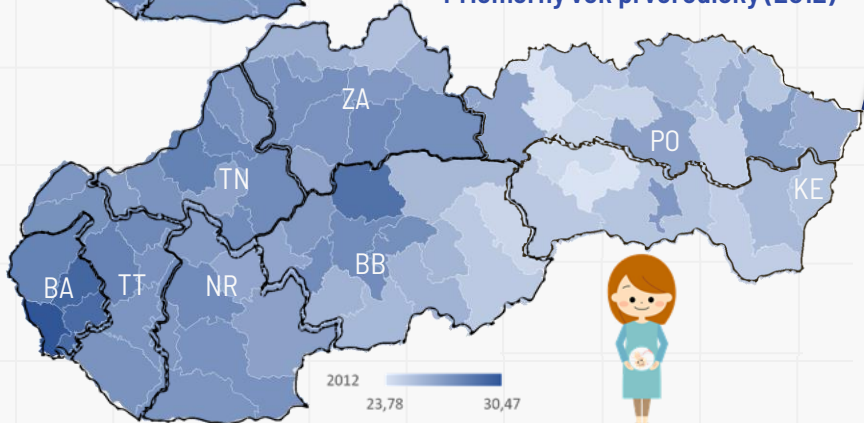 Priemerný vek prvorodičky (2012)
ZA
PO
TN
KE
BB
BA
TT
NR
2012
23,78
30,47